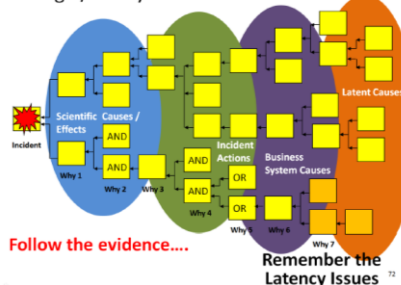 Latent Causes
Scientific Causes /
Effects
Incident
AND
AND
Incident
Actions
Business
System Causes
AND
AND
OR
OR
Why 1
Why 2
Why 3
Why 4
Why 5
Why 6
Why 7
Follow the evidence....
Remember the
Latency Issues
72